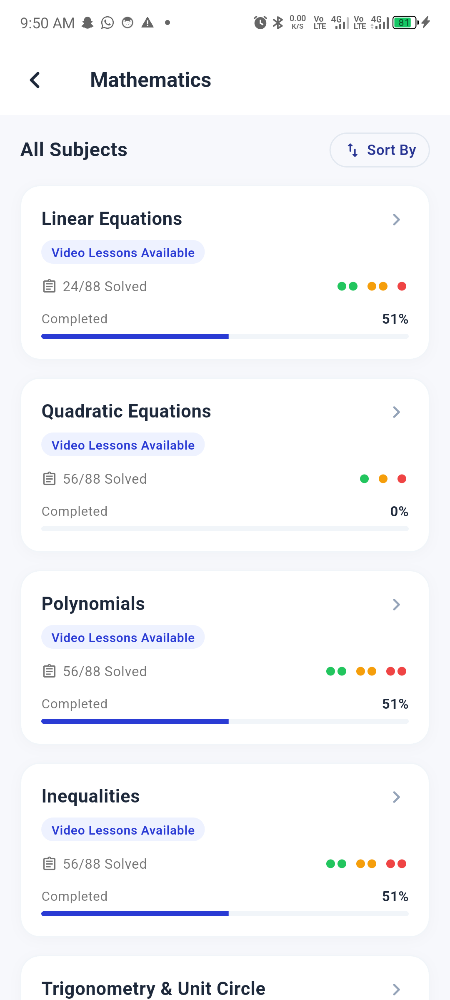 9:50 AM 0.00 K/S Vo LTE 4G Vo LTE 4G 81
Mathematics
All Subjects
Sort By
Linear Equations
Video Lessons Available
24/88 Solved
Completed 51%
Quadratic Equations
Video Lessons Available
56/88 Solved
Completed 0%
Polynomials
Video Lessons Available
56/88 Solved
Completed 51%
Inequalities
Video Lessons Available
56/88 Solved
Completed 51%
Trigonometry & Unit Circle